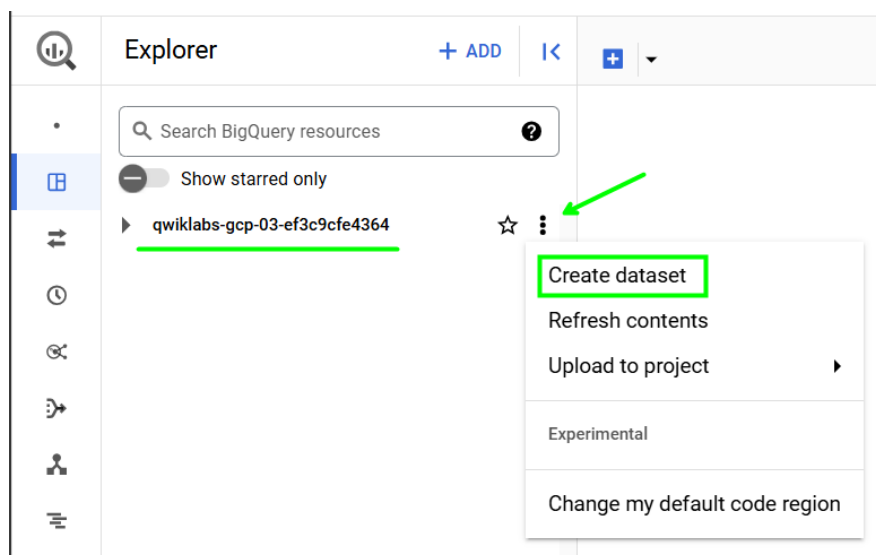 Explorer
+ ADD
Search BigQuery resources
Show starred only
qwiklabs-gcp-03-ef3c9cfe4364
Create dataset
Refresh contents
Upload to project
Experimental
Change my default code region